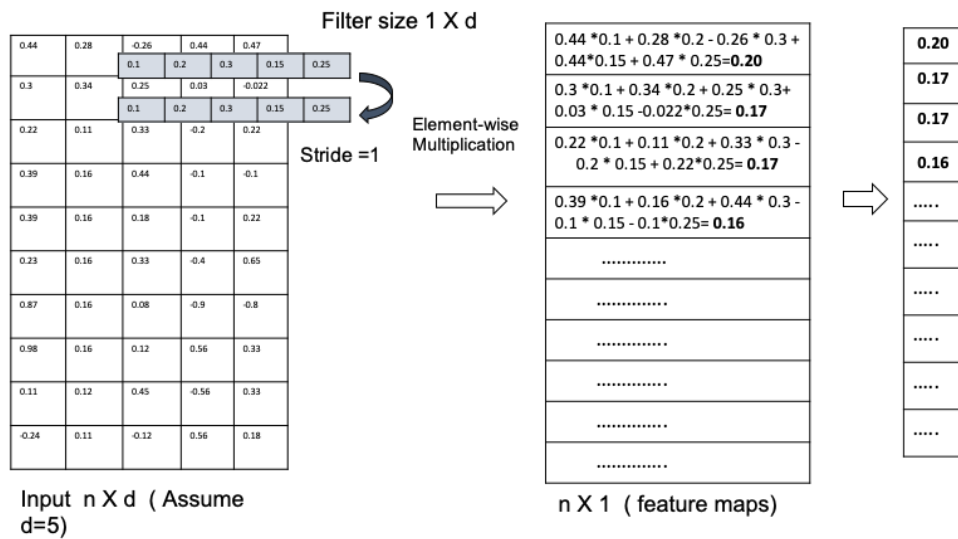 Filter size 1 X d
0.44 0.28 -0.26 0.44 0.47
0.1 0.2 0.3 0.15 0.25
0.3 0.34 0.25 0.03 -0.022
0.1 0.2 0.3 0.15 0.25
0.22 0.11 0.33 -0.2 0.22
0.39 0.16 0.44 -0.1 -0.1
0.39 0.16 0.18 -0.1 0.22
0.23 0.16 0.33 -0.4 0.65
0.87 0.16 0.08 -0.9 -0.8
0.98 0.16 0.12 0.56 0.33
0.11 0.12 0.45 -0.56 0.33
-0.24 0.11 -0.12 0.56 0.18
Input n X d ( Assume
d=5)
Stride =1
Element-wise
Multiplication
0.44 *0.1 + 0.28 *0.2 - 0.26 * 0.3 +
0.44*0.15 + 0.47 * 0.25=0.20
0.3 *0.1 + 0.34 *0.2 + 0.25 * 0.3+
0.03 * 0.15 -0.022*0.25= 0.17
0.22 *0.1 + 0.11 *0.2 + 0.33 * 0.3 -
0.2 * 0.15 + 0.22*0.25= 0.17
0.39 *0.1 + 0.16 *0.2 + 0.44 * 0.3 -
0.1 * 0.15 - 0.1*0.25= 0.16
.............
..............
..............
..............
..............
..............
n X 1 ( feature maps)
0.20
0.17
0.17
0.16
.....
.....
.....
.....
.....
.....